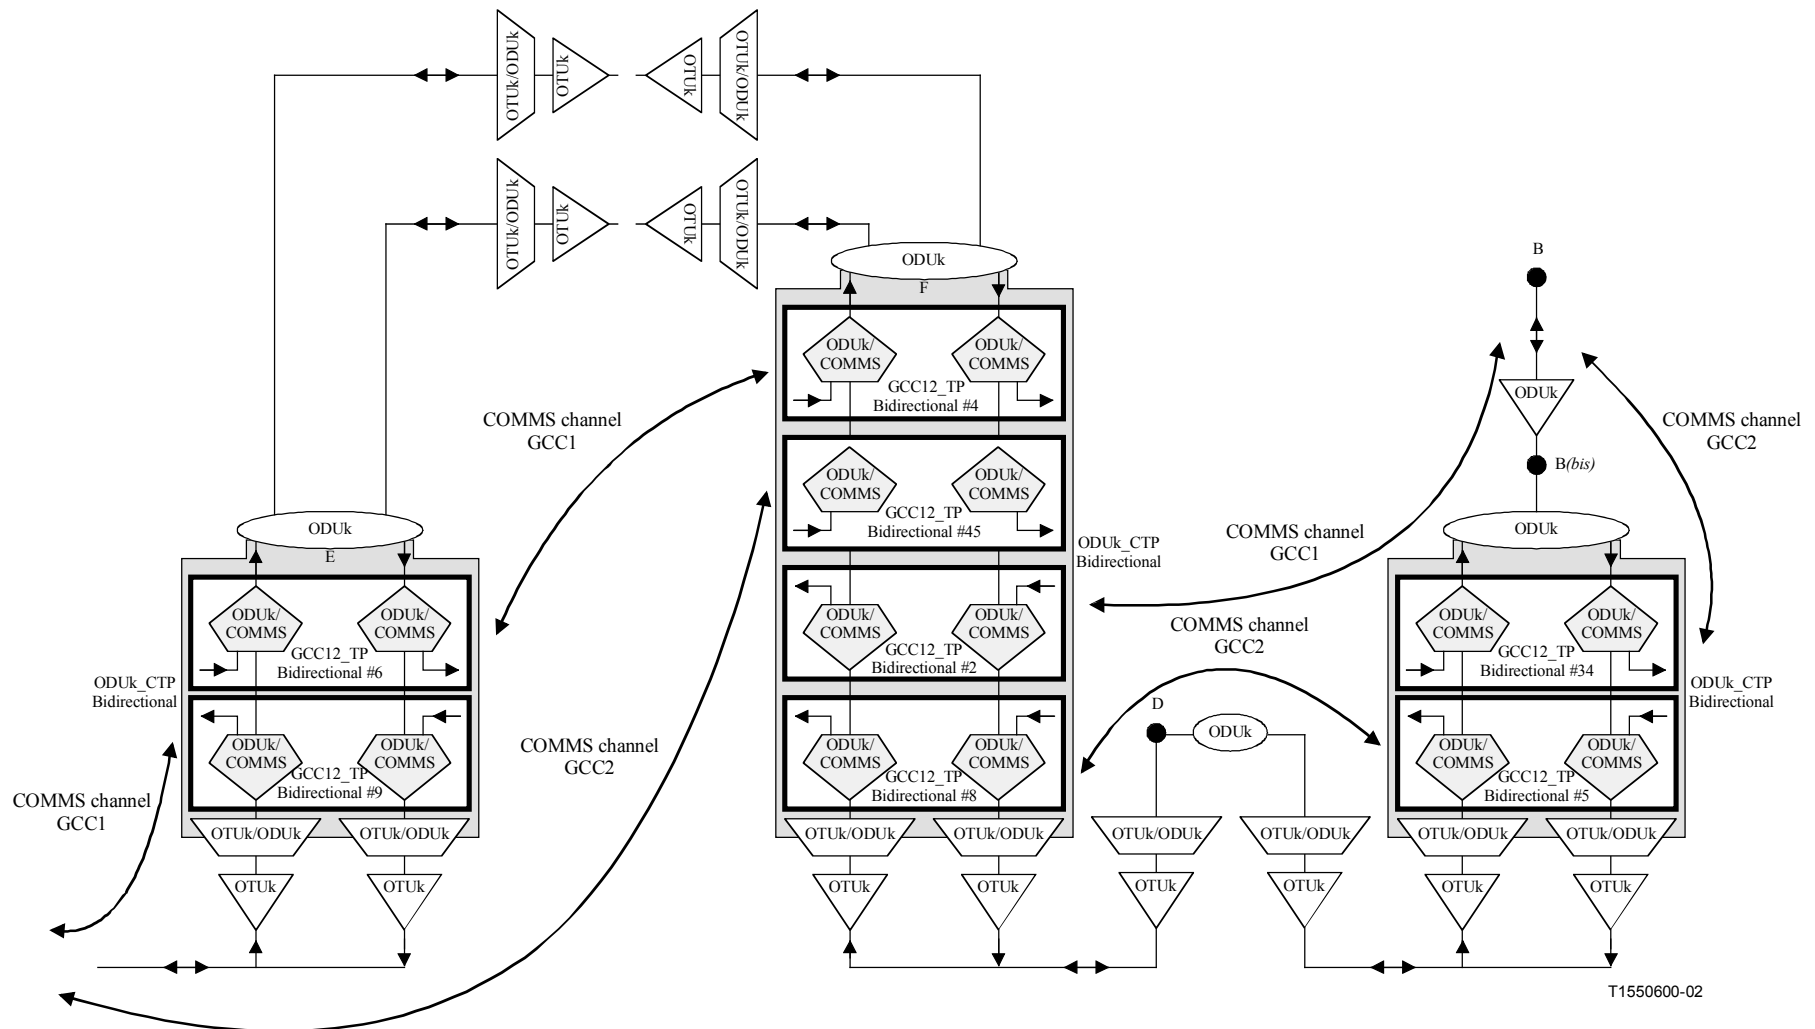 OTUk/ODUk
OTUk
OTUk
OTUk/ODUk
OTUk/ODUk
OTUk
OTUk
OTUk/ODUk
ODUk
F
ODUk/
COMMS
ODUk/
COMMS
GCC12_TP
Bidirectional #4
ODUk/
COMMS
ODUk/
COMMS
GCC12_TP
Bidirectional #45
ODUk/
COMMS
ODUk/
COMMS
GCC12_TP
Bidirectional #2
ODUk/
COMMS
ODUk/
COMMS
GCC12_TP
Bidirectional #8
OTUk/ODUk
OTUk/ODUk
OTUk
OTUk
ODUk_CTP
Bidirectional
COMMS channel
GCC1
COMMS channel
GCC2
ODUk
E
ODUk/
COMMS
ODUk/
COMMS
GCC12_TP
Bidirectional #6
ODUk/
COMMS
ODUk/
COMMS
GCC12_TP
Bidirectional #9
OTUk/ODUk
OTUk/ODUk
OTUk
OTUk
ODUk_CTP
Bidirectional
COMMS channel
GCC1
B
ODUk
B(bis)
COMMS channel
GCC2
COMMS channel
GCC1
COMMS channel
GCC2
D
ODUk
OTUk/ODUk
OTUk/ODUk
OTUk
OTUk
ODUk
ODUk/
COMMS
ODUk/
COMMS
GCC12_TP
Bidirectional #34
ODUk/
COMMS
ODUk/
COMMS
GCC12_TP
Bidirectional #5
OTUk/ODUk
OTUk/ODUk
OTUk
OTUk
ODUk_CTP
Bidirectional
T1550600-02